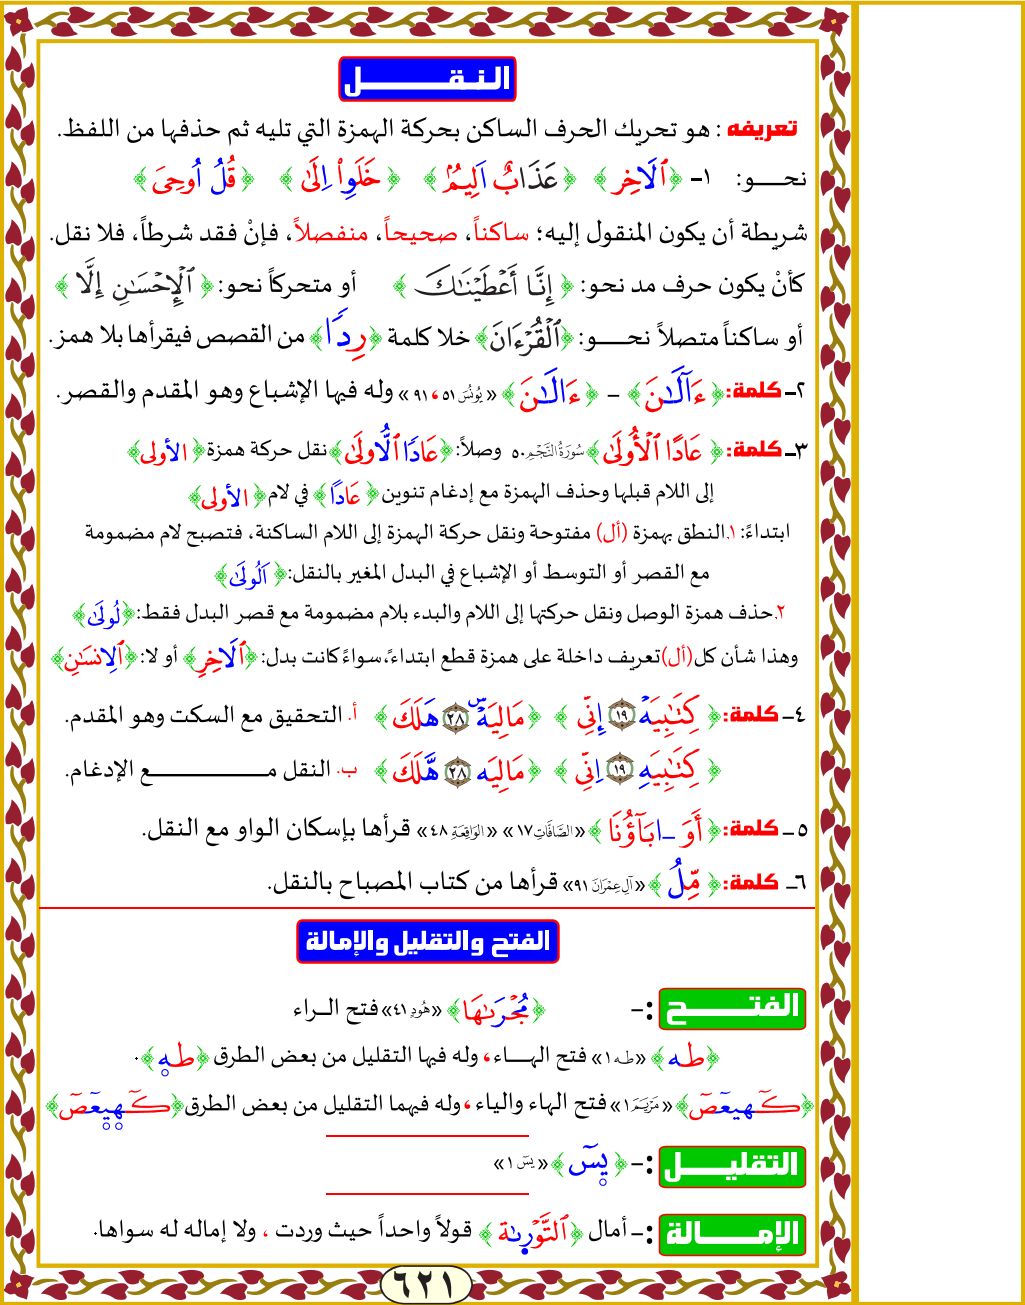 النقـــــل
تعريفه : هو تحريك الحرف الساكن بحركة الهمزة التي تليه ثم حذفها من اللفظ.
نحـــو: ١- ﴿ ٱلَاخِر ﴾ ﴿ عَذَابٌ اَلِيمُۢ ﴾ ﴿ خَلَوِاْ اِلَىٰ ﴾ ﴿ قُلُ اُوحِىَ ﴾
شريطة أن يكون المنقول إليه؛ ساكناً، صحيحاً، منفصلاً، فإنْ فقد شرطاً، فلا نقل.
كأنْ يكون حرف مد نحو: ﴿ إِنَّا أَعْطَيْنَٰكَ ﴾ أو متحركاً نحو: ﴿ ٱلْإِحْسَٰنِ إِلَّا ﴾
أو ساكناً متصلاً نحـــو: ﴿ٱلْقُرْءَانَ﴾ خلا كلمة ﴿رِدٗا﴾ من القصص فيقرأها بلا همز.
٢- كلمة: ﴿ ءَآلَٰنَ ﴾ - ﴿ ءَالَٰنَ ﴾ «يُونُسَ ٥١، ٩١» وله فيها الإشباع وهو المقدم والقصر.
٣- كلمة: ﴿ عَادًا ٱلْأُولَىٰ ﴾ سُورَةُ النَّجْمِ ٥٠ وصلاً: ﴿عَادٗا ٱلُّاولَىٰ﴾ نقل حركة همزة ﴿ الأولى ﴾
إلى اللام قبلها وحذف الهمزة مع إدغام تنوين ﴿ عَاداً ﴾ في لام ﴿ الأولى ﴾
ابتداءً: ١.النطق بهمزة (أل) مفتوحة ونقل حركة الهمزة إلى اللام الساكنة، فتصبح لام مضمومة
مع القصر أو التوسط أو الإشباع في البدل المغير بالنقل: ﴿ اَلُولَىٰ ﴾
٢.حذف همزة الوصل ونقل حركتها إلى اللام والبدء بلام مضمومة مع قصر البدل فقط: ﴿لُولَىٰ﴾
وهذا شأن كل (أل) تعريف داخلة على همزة قطع ابتداءً،سواءً كانت بدل: ﴿ٱلَاخِرِ﴾ أو لا: ﴿ٱلِانسَٰنِ﴾
٤- كلمة: ﴿ كِتَٰبِيَهْ ١٩ إِنِّى ﴾ ﴿ مَالِيَهْۜ ٢٨ هَلَكَ ﴾ أ. التحقيق مع السكت وهو المقدم.
﴿ كِتَٰبِيَهِ ١٩ اِنِّى ﴾ ﴿ مَالِيَه ٢٨ هَّلَكَ ﴾ ب. النقل مـــــــع الإدغام.
٥- كلمة: ﴿ أَوَ ـابَآؤُنَا ﴾ «الصَّافَّاتِ ١٧» «الوَاقِعَةِ ٤٨» قرأها بإسكان الواو مع النقل.
٦- كلمة: ﴿ مِّلُ ﴾ «آلِ عِمْرَانَ ٩١» قرأها من كتاب المصباح بالنقل.
الفتح والتقليل والإمالة
الفتـــــح :- ﴿مُجْرَىٰهَا﴾ «هُودٍ ٤١» فتح الـراء
﴿ طه ﴾ «طه ١» فتح الهـــاء، وله فيها التقليل من بعض الطرق ﴿ طه ﴾.
﴿ كٓهيعٓصٓ ﴾ «مَرْيَمَ ١» فتح الهاء والياء، وله فيهما التقليل من بعض الطرق ﴿كٓهيعٓصٓ﴾
التقليـــل :- ﴿ يسٓ ﴾ «يسٓ ١»
الإمـــالة :- أمال ﴿ ٱلتَّوْرَىٰةَ ﴾ قولاً واحداً حيث وردت ، ولا إماله له سواها.
٦٢١